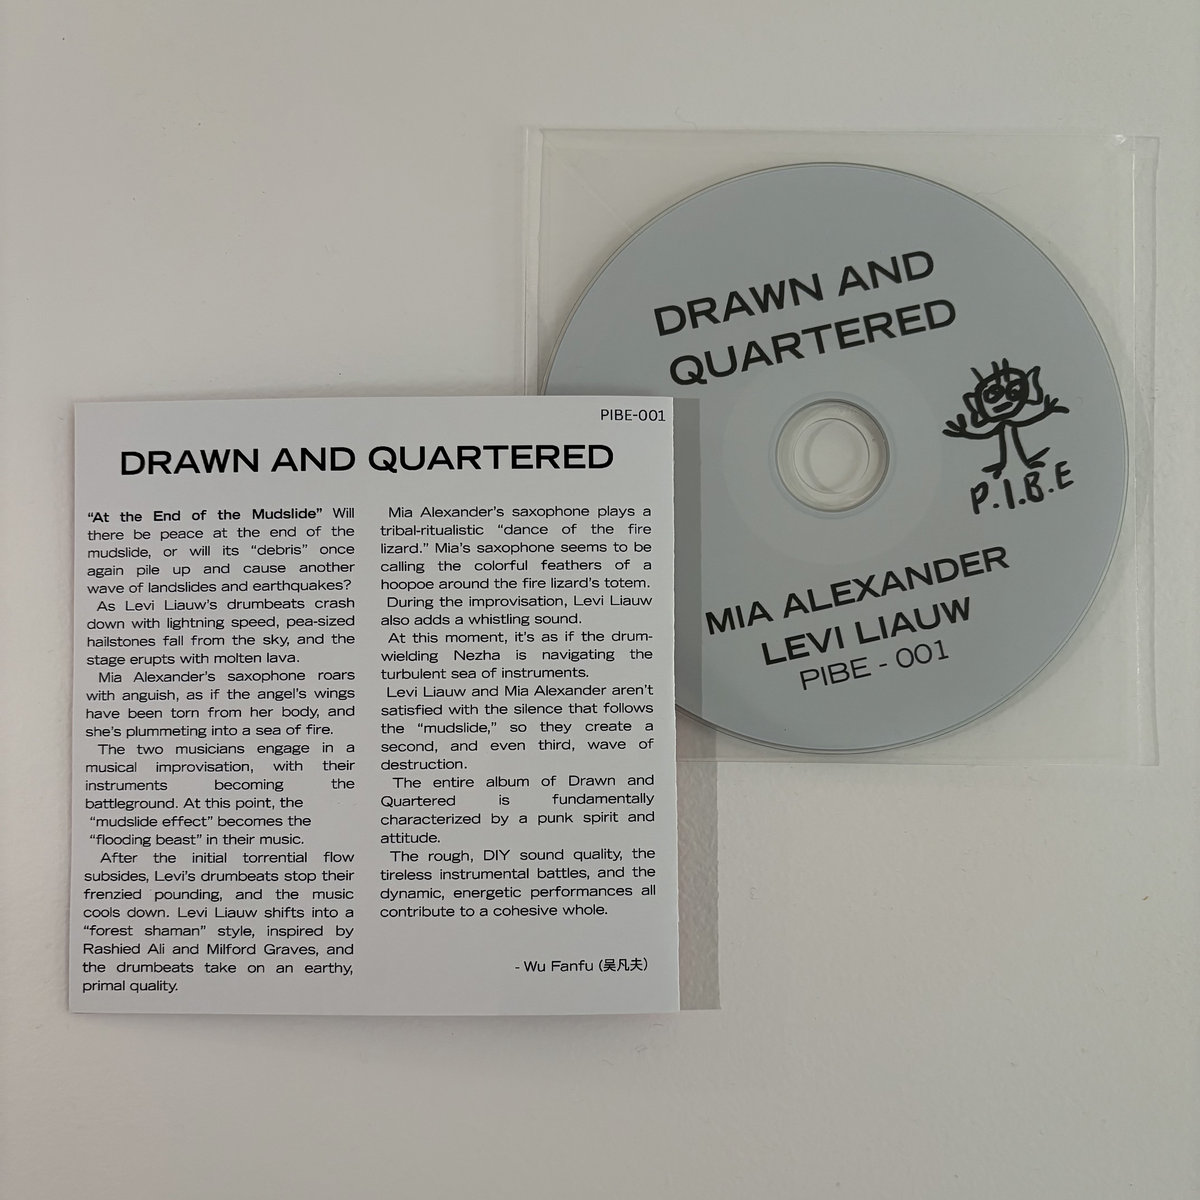 PIBE-001
DRAWN AND QUARTERED
“At the End of the Mudslide” Will
there be peace at the end of the
mudslide, or will its “debris” once
again pile up and cause another
wave of landslides and earthquakes?
As Levi Liauw’s drumbeats crash
down with lightning speed, pea-sized
hailstones fall from the sky, and the
stage erupts with molten lava.
Mia Alexander’s saxophone roars
with anguish, as if the angel’s wings
have been torn from her body, and
she’s plummeting into a sea of fire.
The two musicians engage in a
musical improvisation, with their
instruments becoming the
battleground. At this point, the
“mudslide effect” becomes the
“flooding beast” in their music.
After the initial torrential flow
subsides, Levi’s drumbeats stop their
frenzied pounding, and the music
cools down. Levi Liauw shifts into a
“forest shaman” style, inspired by
Rashied Ali and Milford Graves, and
the drumbeats take on an earthy,
primal quality.
Mia Alexander’s saxophone plays a
tribal-ritualistic “dance of the fire
lizard.” Mia’s saxophone seems to be
calling the colorful feathers of a
hoopoe around the fire lizard’s totem.
During the improvisation, Levi Liauw
also adds a whistling sound.
At this moment, it’s as if the drum-
wielding Nezha is navigating the
turbulent sea of instruments.
Levi Liauw and Mia Alexander aren’t
satisfied with the silence that follows
the “mudslide,” so they create a
second, and even third, wave of
destruction.
The entire album of Drawn and
Quartered is fundamentally
characterized by a punk spirit and
attitude.
The rough, DIY sound quality, the
tireless instrumental battles, and the
dynamic, energetic performances all
contribute to a cohesive whole.
- Wu Fanfu (吴凡夫)
DRAWN AND
QUARTERED
P.I.B.E
MIA ALEXANDER
LEVI LIAUW
PIBE - 001